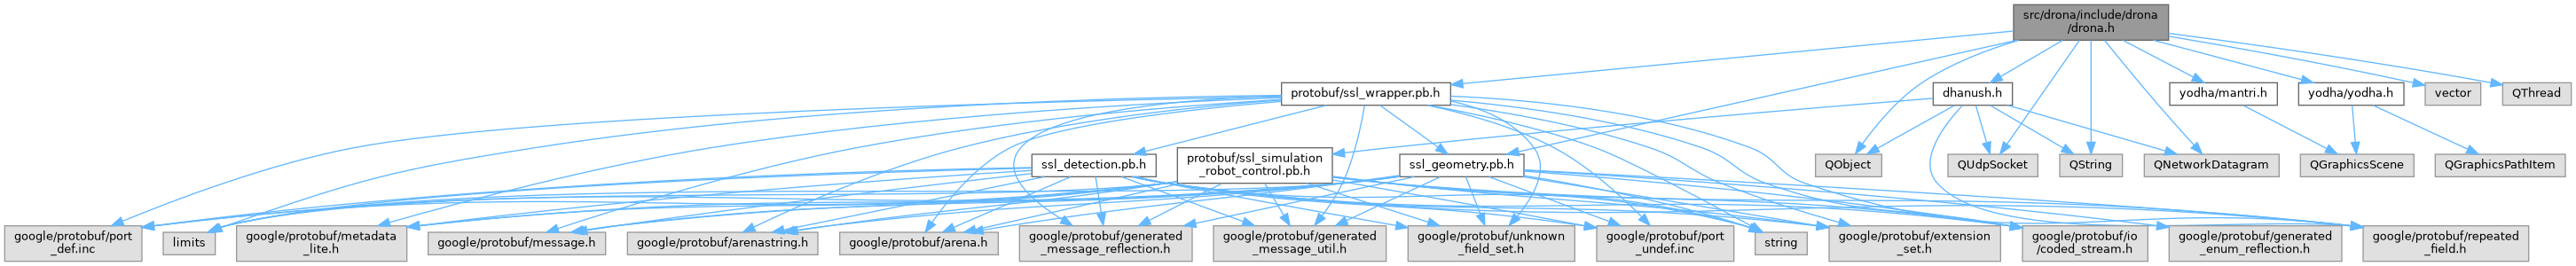 src/drona/include/drona
/drona.h
protobuf/ssl_wrapper.pb.h
dhanush.h
yodha/mantri.h
yodha/yodha.h
vector
QThread
ssl_detection.pb.h
protobuf/ssl_simulation
_robot_control.pb.h
ssl_geometry.pb.h
QObject
QUdpSocket
QString
QNetworkDatagram
QGraphicsScene
QGraphicsPathItem
google/protobuf/port
_def.inc
limits
google/protobuf/metadata
_lite.h
google/protobuf/message.h
google/protobuf/arenastring.h
google/protobuf/arena.h
google/protobuf/generated
_message_reflection.h
google/protobuf/generated
_message_util.h
google/protobuf/unknown
_field_set.h
google/protobuf/port
_undef.inc
string
google/protobuf/extension
_set.h
google/protobuf/io
/coded_stream.h
google/protobuf/generated
_enum_reflection.h
google/protobuf/repeated
_field.h